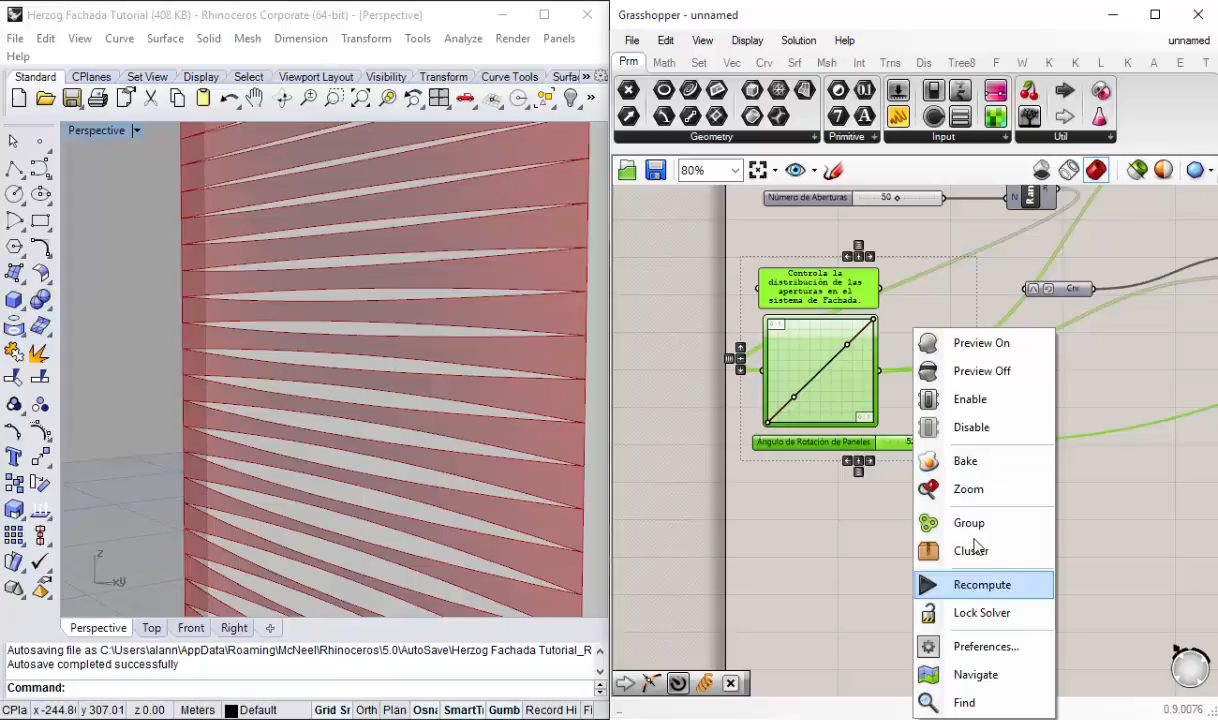 Herzog Fachada Tutorial (408 KB) - Rhinoceros Corporate (64-bit) - [Perspective]
File Edit View Curve Surface Solid Mesh Dimension Transform Tools Analyze Render Panels
Help
Standard CPlanes Set View Display Select Viewport Layout Visibility Transform Curve Tools Surfa »
»
Perspective
z
xy
Perspective Top Front Right
Autosaving file as C:\Users\alann\AppData\Roaming\McNeel\Rhinoceros\5.0\AutoSave\Herzog Fachada Tutorial_R
Autosave completed successfully
Command:
CPla x -244.8 y 307.01 z 0.00 Meters Default Grid Sr Orth Plan Osna SmartTr Gumb Record Hi Fi
Grasshopper - unnamed
File Edit View Display Solution Help unnamed
Prm Math Set Vec Crv Srf Msh Int Trns Dis Tree8 F W K K L K A E T
Geometry Primitive Input Util
80%
Número de Aberturas 50 N Ran
Controla la
distribución de las
aperturas en el
sistema de Fachada.
Crv
Ángulo de Rotación de Paneles
Preview On
Preview Off
Enable
Disable
Bake
Zoom
Group
Cluster
Recompute
Lock Solver
Preferences...
Navigate
Find
0.9.0076